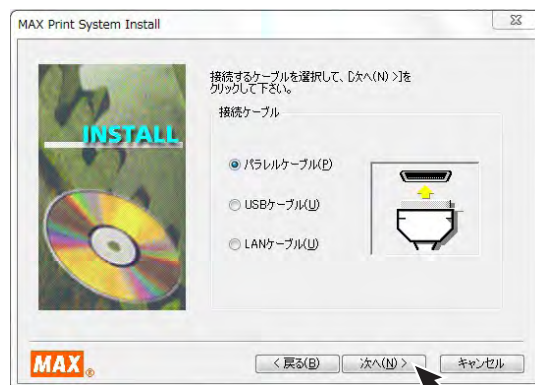 MAX Print System Install
接続するケーブルを選択して、[次へ(N) >]を
クリックして下さい。
接続ケーブル
INSTALL
パラレルケーブル(P)
USBケーブル(U)
LANケーブル(U)
MAX®
< 戻る(B)
次へ(N) >
キャンセル